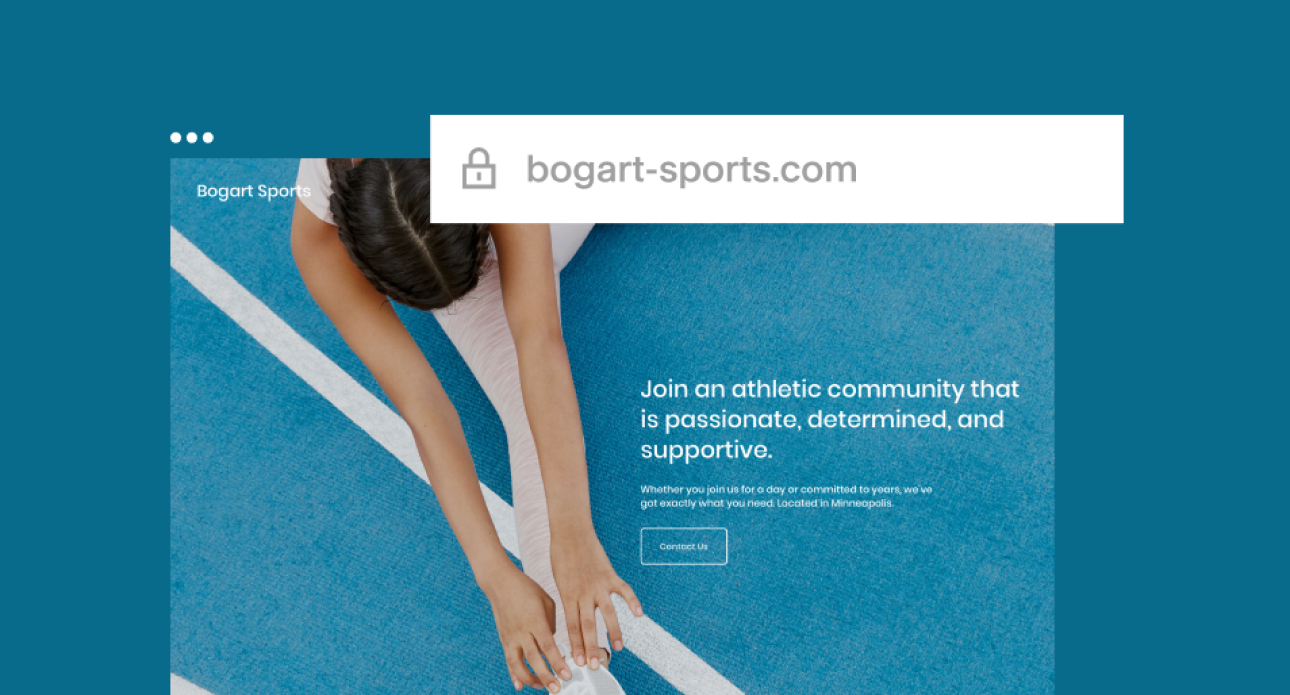 bogart-sports.com
Bogart Sports
Join an athletic community that
is passionate, determined, and
supportive.
Whether you join us for a day or committed to years, we've
got exactly what you need. Located in Minneapolis.
Contact Us